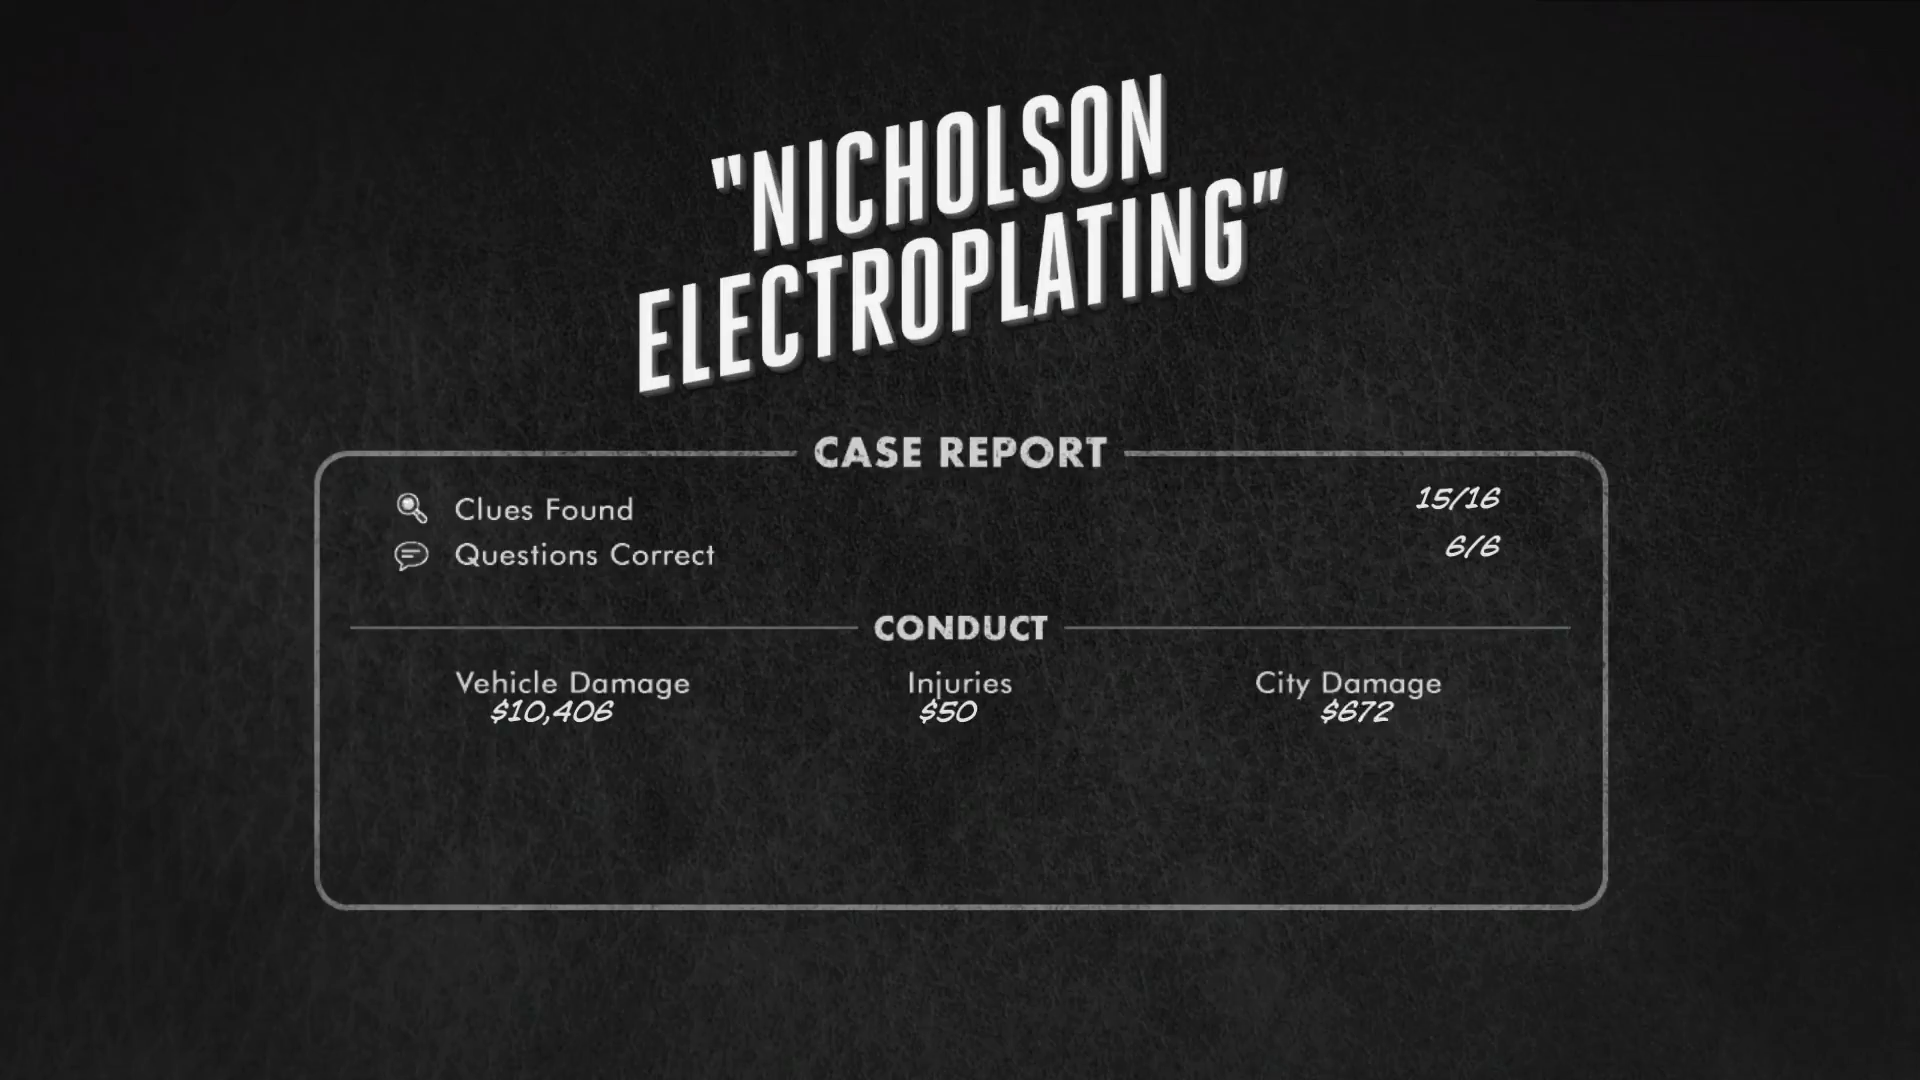 "NICHOLSON
ELECTROPLATING"
CASE REPORT
Clues Found 15/16
Questions Correct 6/6
CONDUCT
Vehicle Damage Injuries City Damage
$10,406 $50 $672